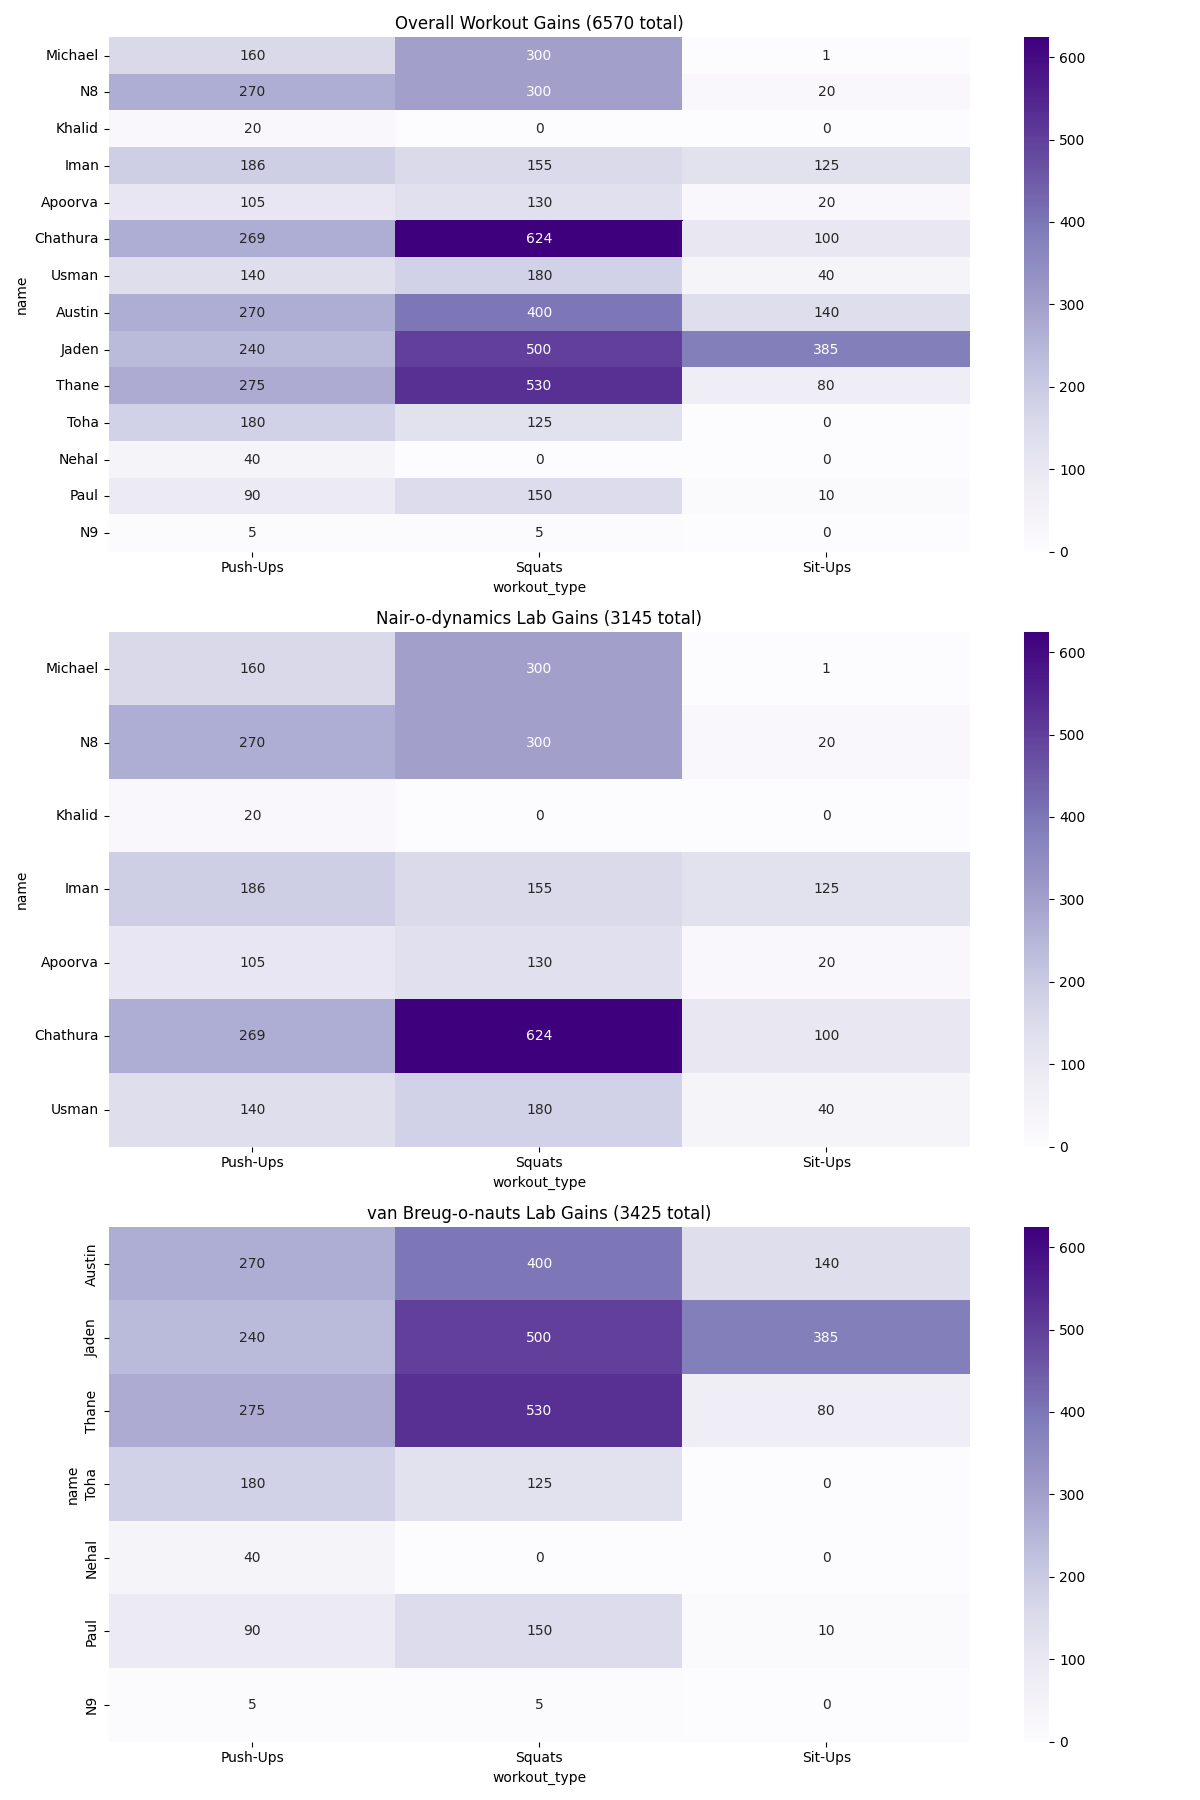 Overall Workout Gains (6570 total)
name
Michael 160 300 1
N8 270 300 20
Khalid 20 0 0
Iman 186 155 125
Apoorva 105 130 20
Chathura 269 624 100
Usman 140 180 40
Austin 270 400 140
Jaden 240 500 385
Thane 275 530 80
Toha 180 125 0
Nehal 40 0 0
Paul 90 150 10
N9 5 5 0
Push-Ups Squats Sit-Ups
workout_type
600
500
400
300
200
100
0
Nair-o-dynamics Lab Gains (3145 total)
name
Michael 160 300 1
N8 270 300 20
Khalid 20 0 0
Iman 186 155 125
Apoorva 105 130 20
Chathura 269 624 100
Usman 140 180 40
Push-Ups Squats Sit-Ups
workout_type
600
500
400
300
200
100
0
van Breug-o-nauts Lab Gains (3425 total)
name
Austin 270 400 140
Jaden 240 500 385
Thane 275 530 80
Toha 180 125 0
Nehal 40 0 0
Paul 90 150 10
N9 5 5 0
Push-Ups Squats Sit-Ups
workout_type
600
500
400
300
200
100
0